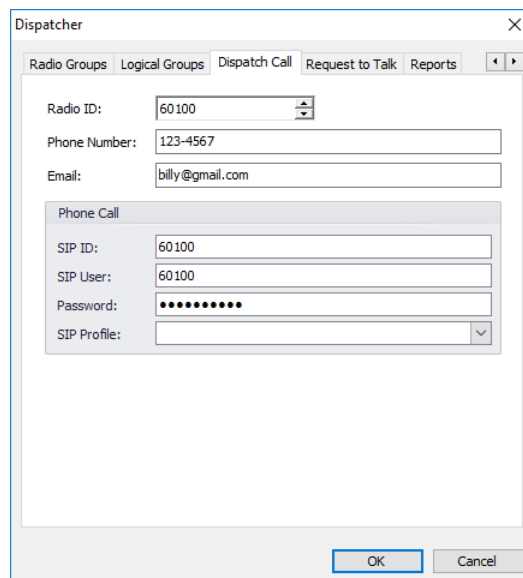 Dispatcher
Radio Groups Logical Groups Dispatch Call Request to Talk Reports
Radio ID: 60100
Phone Number: 123-4567
Email: billy@gmail.com
Phone Call
SIP ID: 60100
SIP User: 60100
Password: ●●●●●●●●●●
SIP Profile:
OK Cancel